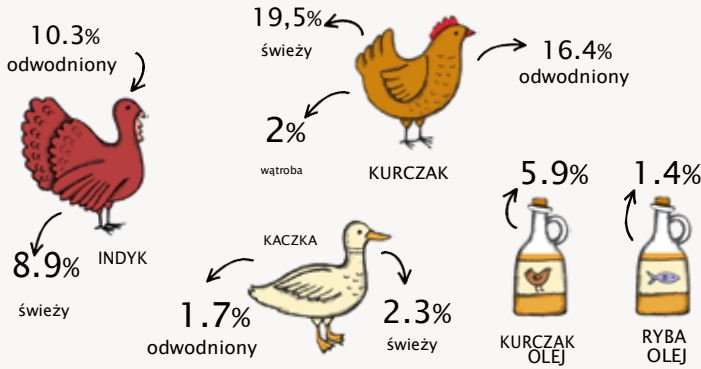 10.3%
odwodniony
19,5%
świeży
16.4%
odwodniony
2%
wątroba
KURCZAK
8.9%
INDYK
świeży
KACZKA
1.7%
odwodniony
2.3%
świeży
5.9%
KURCZAK
OLEJ
1.4%
RYBA
OLEJ